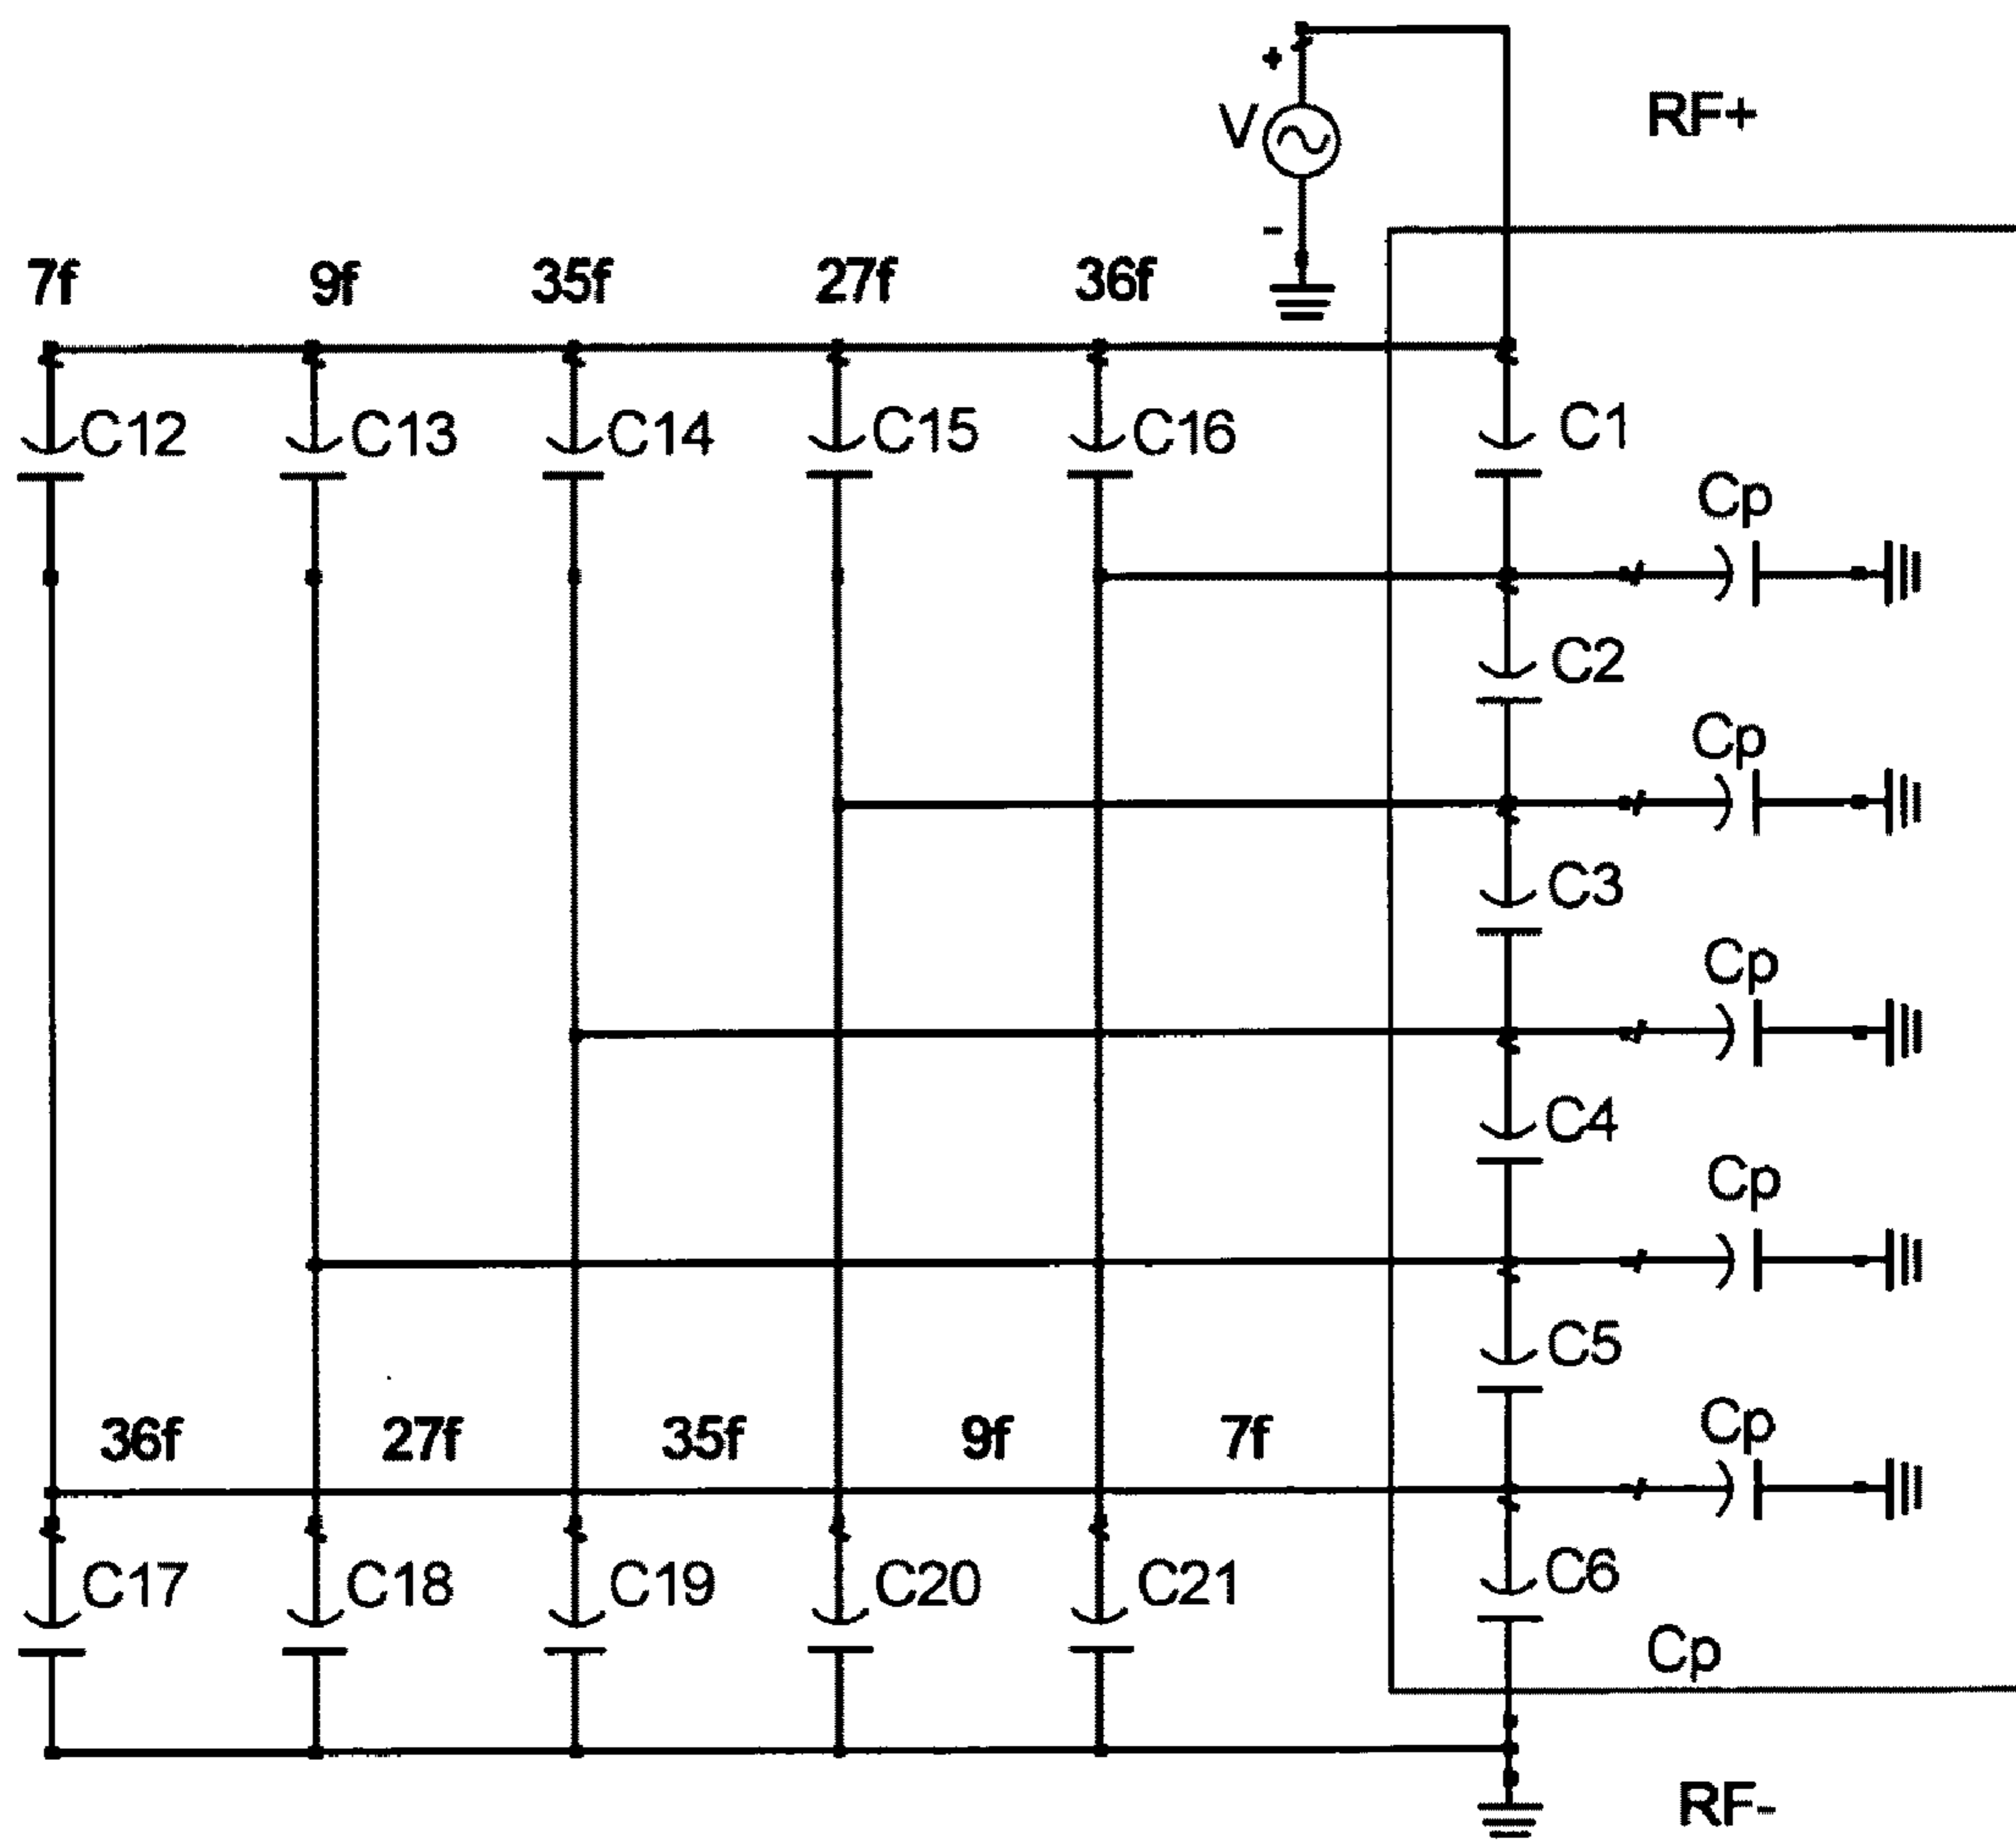 RF+
V
+
-
7f 9f 35f 27f 36f
C12 C13 C14 C15 C16 C1
Cp
C2
Cp
C3
Cp
C4
Cp
C5
Cp
36f 27f 35f 9f 7f
C17 C18 C19 C20 C21 C6
Cp
RF-